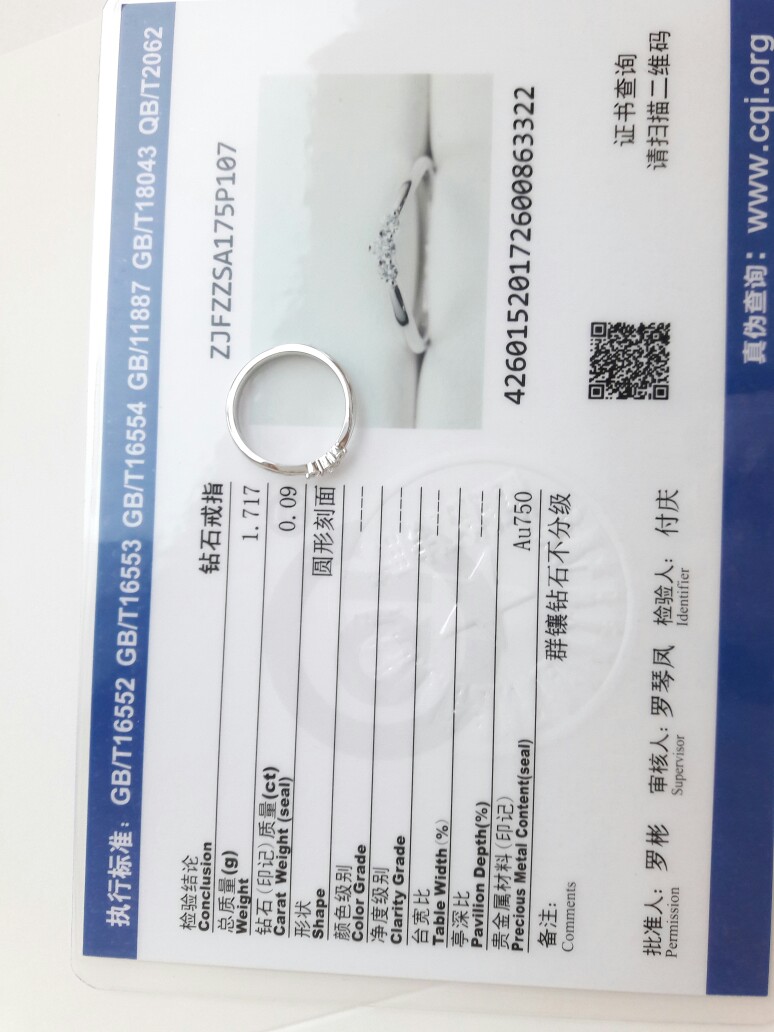 执行标准：GB/T16552 GB/T16553 GB/T16554 GB/11887 GB/T18043 QB/T2062
ZJFZZSA175P107
检验结论 钻石戒指
Conclusion
总质量(g) 1.717
Weight
钻石(印记)质量(ct) 0.09
Carat Weight (seal)
形状 圆形刻面
Shape
颜色级别 ----
Color Grade
净度级别 ----
Clarity Grade
台宽比 ----
Table Width(%)
亭深比 ----
Pavilion Depth(%)
贵金属材料(印记) Au750
Precious Metal Content(seal)
备注: 群镶钻石不分级
Comments
426015201726008633​22
证书查询
请扫描二维码
批准人: 罗彬 审核人: 罗琴凤 检验人: 付庆
Permission Supervisor Identifier
真伪查询：www.cqi.org